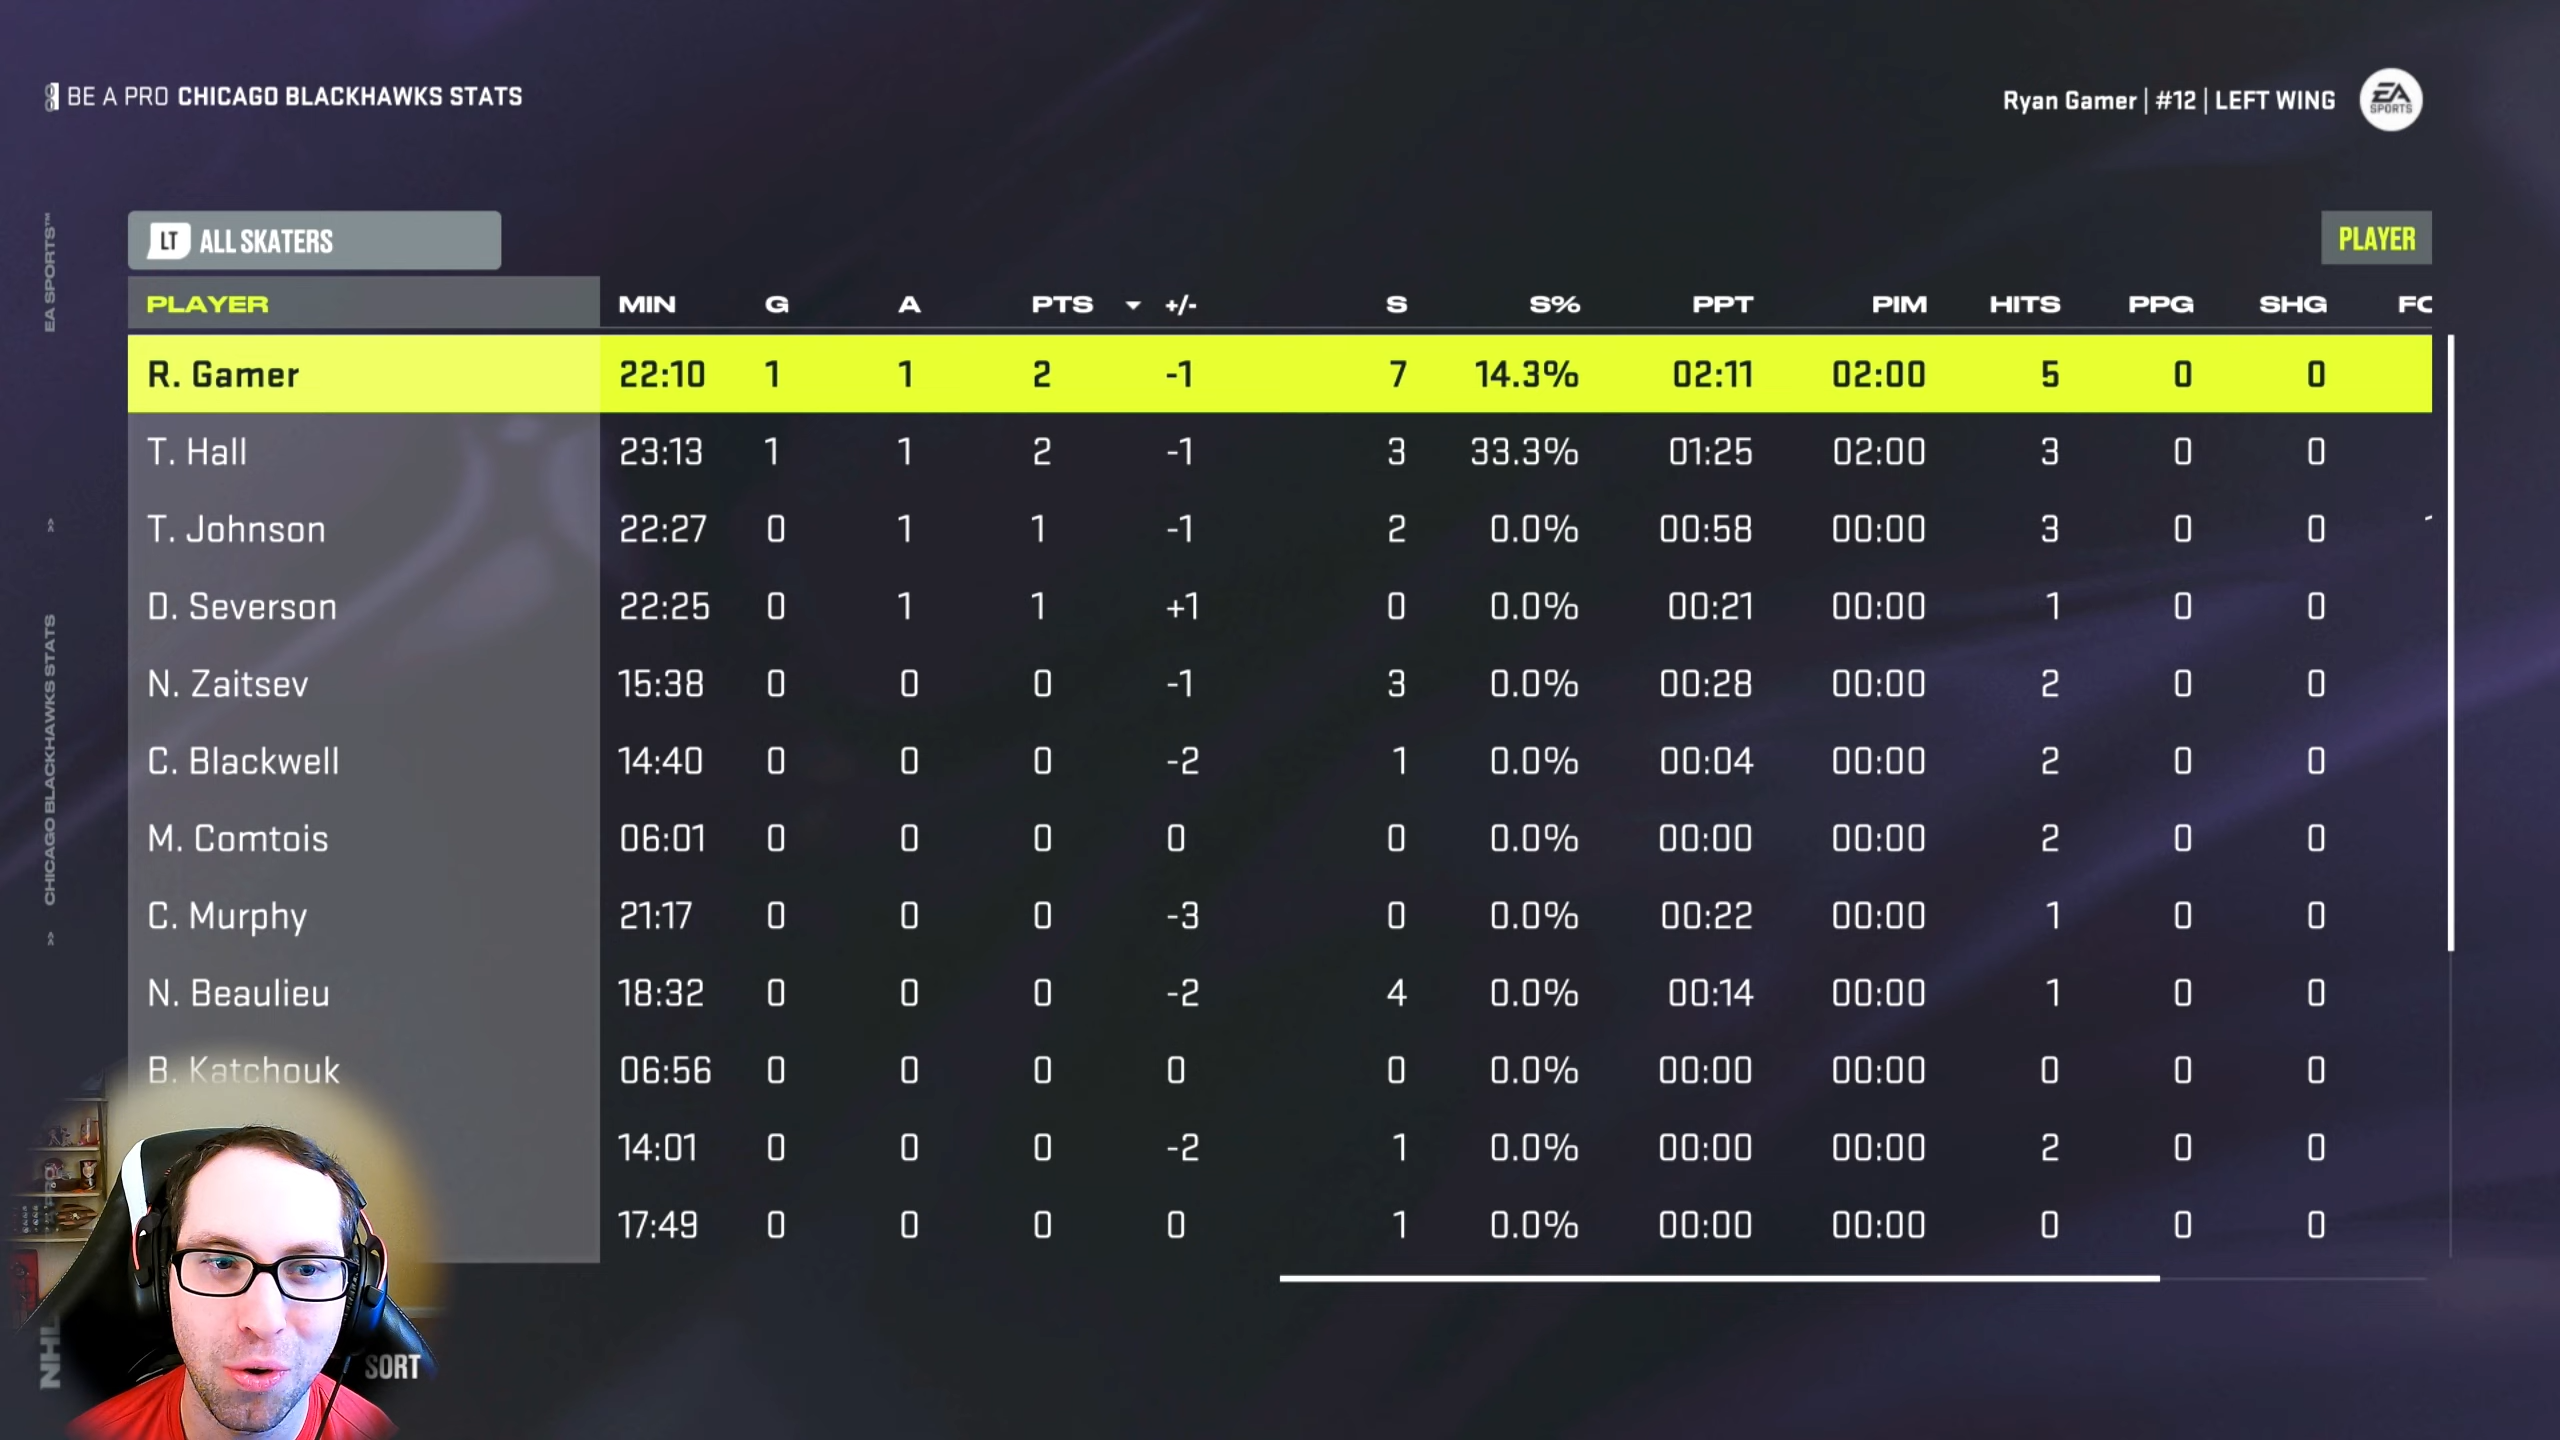 BE A PRO CHICAGO BLACKHAWKS STATS
Ryan Gamer | #12 | LEFT WING
EA SPORTS
LT ALL SKATERS
PLAYER
PLAYER MIN G A PTS +/- S S% PPT PIM HITS PPG SHG
R. Gamer 22:10 1 1 2 -1 7 14.3% 02:11 02:00 5 0 0
T. Hall 23:13 1 1 2 -1 3 33.3% 01:25 02:00 3 0 0
T. Johnson 22:27 0 1 1 -1 2 0.0% 00:58 00:00 3 0 0
D. Severson 22:25 0 1 1 +1 0 0.0% 00:21 00:00 1 0 0
N. Zaitsev 15:38 0 0 0 -1 3 0.0% 00:28 00:00 2 0 0
C. Blackwell 14:40 0 0 0 -2 1 0.0% 00:04 00:00 2 0 0
M. Comtois 06:01 0 0 0 0 0 0.0% 00:00 00:00 2 0 0
C. Murphy 21:17 0 0 0 -3 0 0.0% 00:22 00:00 1 0 0
N. Beaulieu 18:32 0 0 0 -2 4 0.0% 00:14 00:00 1 0 0
B. Katchouk 06:56 0 0 0 0 0 0.0% 00:00 00:00 0 0 0
14:01 0 0 0 -2 1 0.0% 00:00 00:00 2 0 0
17:49 0 0 0 0 1 0.0% 00:00 00:00 0 0 0
SORT
EA SPORTS™
CHICAGO BLACKHAWKS STATS
NHL